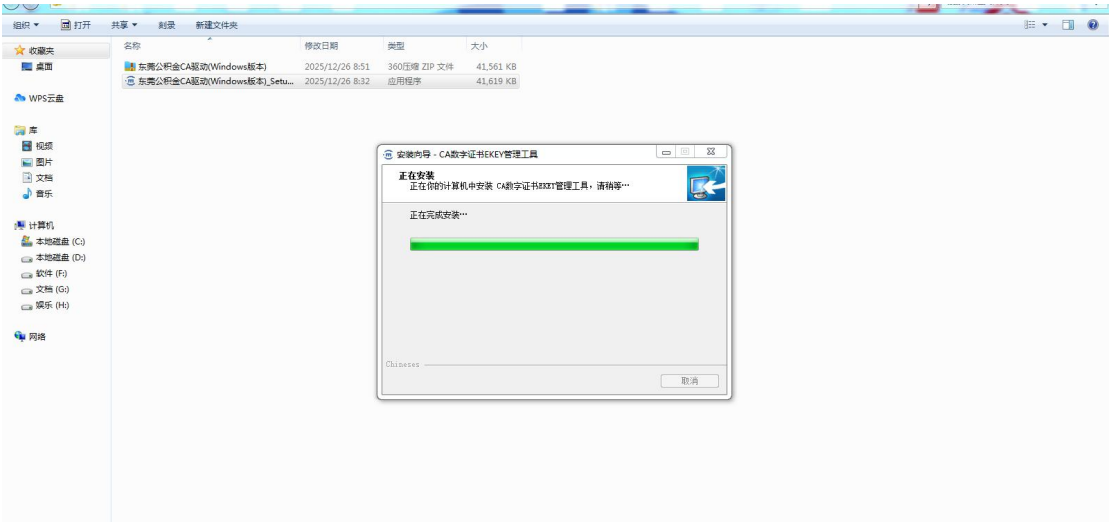 组织 打开 共享 刻录 新建文件夹
名称 修改日期 类型 大小
收藏夹
桌面
东莞公积金CA驱动(Windows版本) 2025/12/26 8:51 360压缩 ZIP 文件 41,561 KB
东莞公积金CA驱动(Windows版本)_Setu... 2025/12/26 8:32 应用程序 41,619 KB
WPS云盘
库
视频
图片
文档
音乐
计算机
本地磁盘 (C:)
本地磁盘 (D:)
软件 (F:)
文档 (G:)
娱乐 (H:)
网络
安装向导 - CA数字证书EKEY管理工具
正在安装
正在你的计算机中安装 CA数字证书EKEY管理工具，请稍等…
正在完成安装…
Chineses
取消